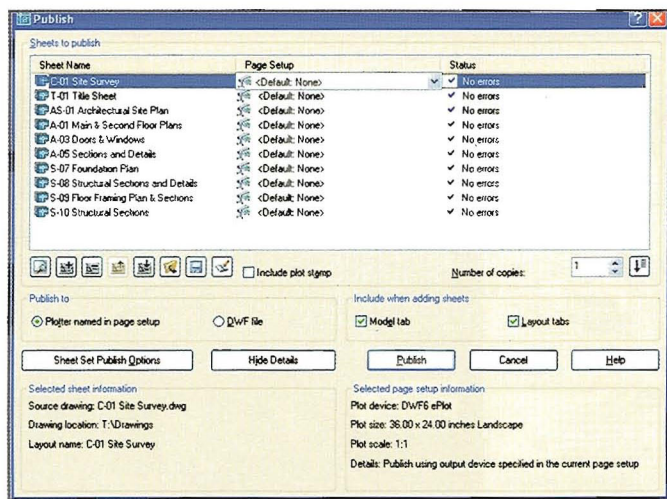 Publish
Sheets to publish
Sheet Name Page Setup Status
C-01 Site Survey <Default: None> No errors
T-01 Title Sheet <Default: None> No errors
AS-01 Architectural Site Plan <Default: None> No errors
A-01 Main & Second Floor Plans <Default: None> No errors
A-03 Doors & Windows <Default: None> No errors
A-05 Sections and Details <Default: None> No errors
S-07 Foundation Plan <Default: None> No errors
S-08 Structural Sections and Details <Default: None> No errors
S-09 Floor Framing Plan & Sections <Default: None> No errors
S-10 Structural Sections <Default: None> No errors
Include plot stamp Number of copies: 1
Publish to Include when adding sheets
Plotter named in page setup DWF file Model tab Layout tabs
Sheet Set Publish Options Hide Details Publish Cancel Help
Selected sheet information Selected page setup information
Source drawing: C-01 Site Survey.dwg Plot device: DWF6 ePlot
Drawing location: T:\Drawings Plot size: 36.00 x 24.00 inches Landscape
Layout name: C-01 Site Survey Plot scale: 1:1
Details: Publish using output device specified in the current page setup